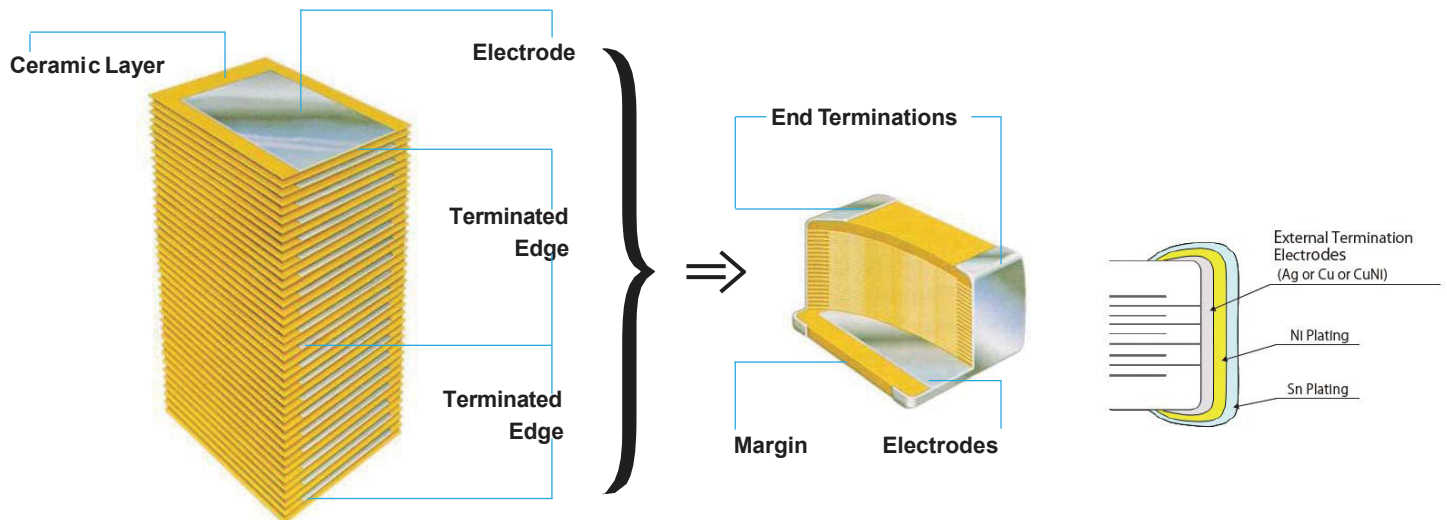 Ceramic Layer
Electrode
Terminated
Edge
Terminated
Edge
End Terminations
Margin
Electrodes
External Termination
Electrodes
(Ag or Cu or CuNi)
Ni Plating
Sn Plating